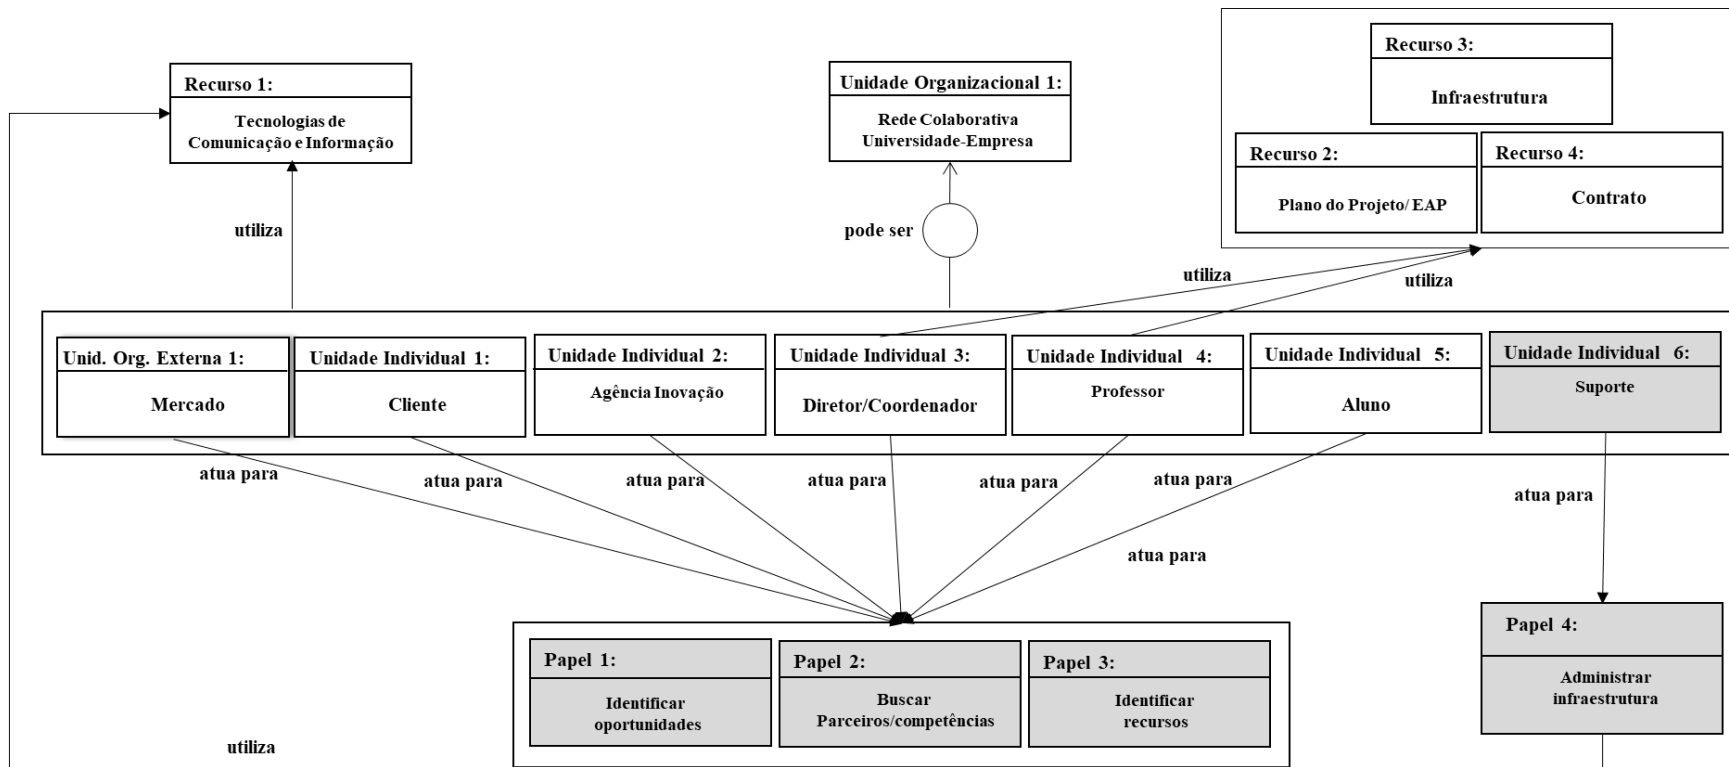 Recurso 3:
Infraestrutura
Recurso 1:
Tecnologias de
Comunicação e Informação
Unidade Organizacional 1:
Rede Colaborativa
Universidade-Empresa
Recurso 2:
Plano do Projeto/ EAP
Recurso 4:
Contrato
utiliza
pode ser
utiliza
utiliza
Unid. Org. Externa 1:
Mercado
Unidade Individual 1:
Cliente
Unidade Individual 2:
Agência Inovação
Unidade Individual 3:
Diretor/Coordenador
Unidade Individual 4:
Professor
Unidade Individual 5:
Aluno
Unidade Individual 6:
Suporte
atua para
atua para
atua para
atua para
atua para
atua para
atua para
atua para
Papel 1:
Identificar
oportunidades
Papel 2:
Buscar
Parceiros/competências
Papel 3:
Identificar
recursos
Papel 4:
Administrar
infraestrutura
utiliza